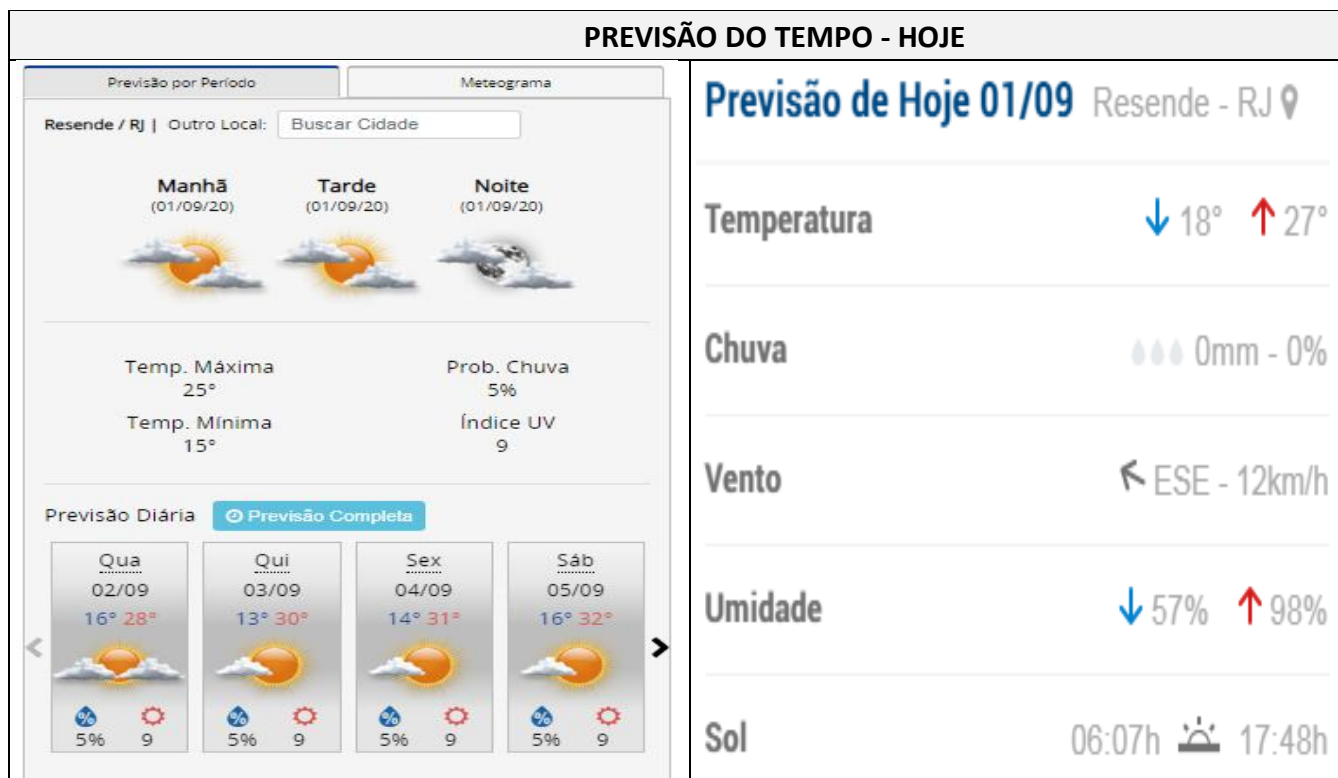 PREVISÃO DO TEMPO - HOJE
Previsão por Período
Meteograma
Resende / RJ | Outro Local: Buscar Cidade
Manhã Tarde Noite
(01/09/20) (01/09/20) (01/09/20)
Temp. Máxima Prob. Chuva
25° 5%
Temp. Mínima Índice UV
15° 9
Previsão Diária Previsão Completa
Qua Qui Sex Sáb
02/09 03/09 04/09 05/09
16° 28° 13° 30° 14° 31° 16° 32°
% % % %
5% 9 5% 9 5% 9 5% 9
Previsão de Hoje 01/09 Resende - RJ
Temperatura 18° 27°
Chuva 0mm - 0%
Vento ESE - 12km/h
Umidade 57% 98%
Sol 06:07h 17:48h